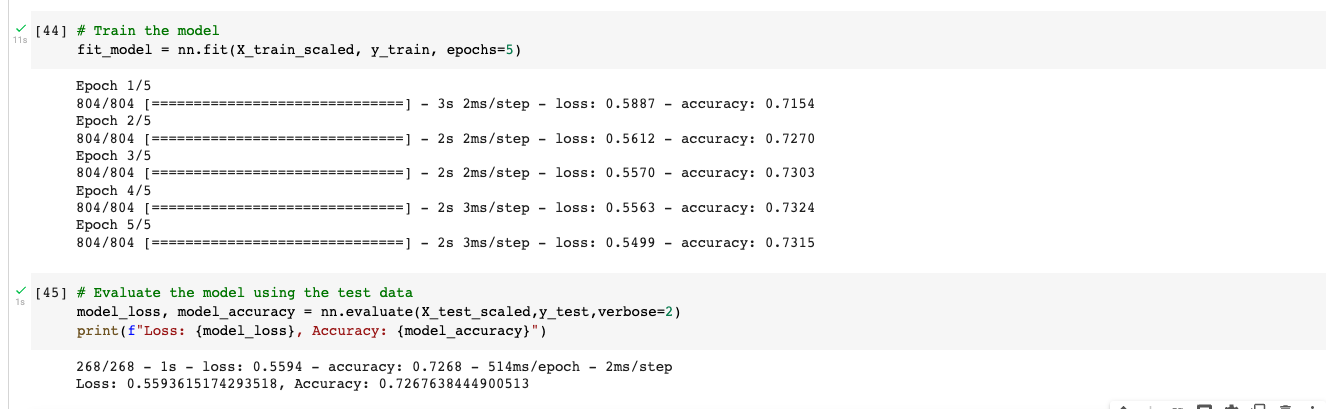 [44] # Train the model
11s
fit_model = nn.fit(X_train_scaled, y_train, epochs=5)
Epoch 1/5
804/804 [==============================] - 3s 2ms/step - loss: 0.5887 - accuracy: 0.7154
Epoch 2/5
804/804 [==============================] - 2s 2ms/step - loss: 0.5612 - accuracy: 0.7270
Epoch 3/5
804/804 [==============================] - 2s 2ms/step - loss: 0.5570 - accuracy: 0.7303
Epoch 4/5
804/804 [==============================] - 2s 3ms/step - loss: 0.5563 - accuracy: 0.7324
Epoch 5/5
804/804 [==============================] - 2s 3ms/step - loss: 0.5499 - accuracy: 0.7315
[45] # Evaluate the model using the test data
1s
model_loss, model_accuracy = nn.evaluate(X_test_scaled,y_test,verbose=2)
print(f"Loss: {model_loss}, Accuracy: {model_accuracy}")
268/268 - 1s - loss: 0.5594 - accuracy: 0.7268 - 514ms/epoch - 2ms/step
Loss: 0.5593615174293518, Accuracy: 0.7267638444900513